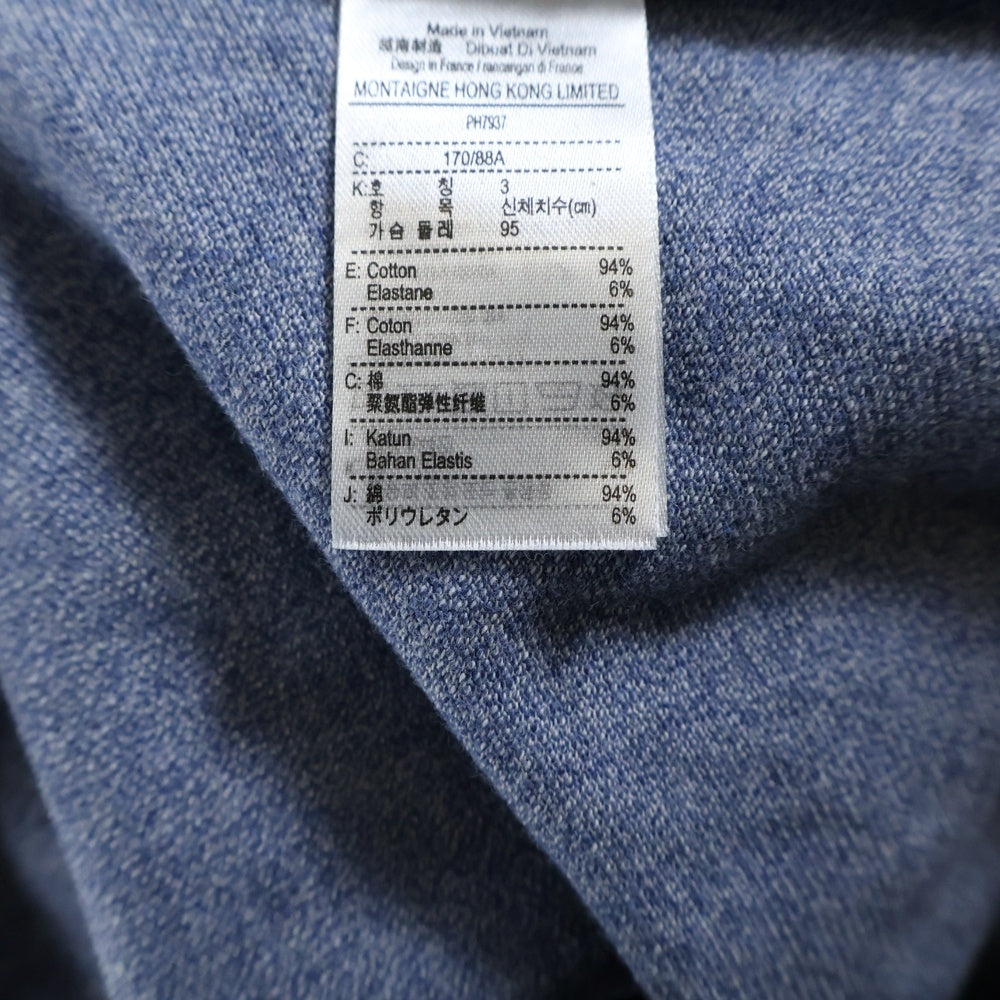 Made in Vietnam
越南制造 Dibuat Di Vietnam
Design in France / rancangan di France
MONTAIGNE HONG KONG LIMITED
PH7937
C: 170/88A
K: 호 칭 3
항 목 신체치수(cm)
가슴 둘레 95
E: Cotton 94%
Elastane 6%
F: Coton 94%
Elasthanne 6%
C: 棉 94%
聚氨酯弹性纤维 6%
I: Katun 94%
Bahan Elastis 6%
J: 綿 94%
ポリウレタン 6%